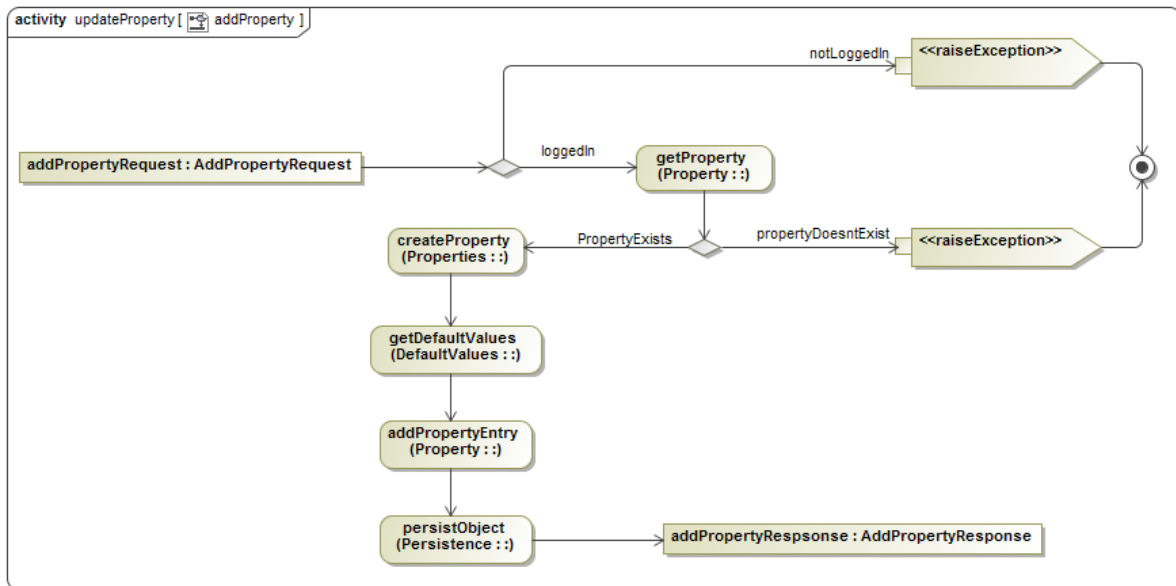 activity updateProperty [ addProperty ]
notLoggedIn
<<raiseException>>
addPropertyRequest : AddPropertyRequest
loggedIn
getProperty
(Property : :)
createProperty
(Properties : :)
PropertyExists
propertyDoesntExist
<<raiseException>>
getDefaultValues
(DefaultValues : :)
addPropertyEntry
(Property : :)
persistObject
(Persistence : :)
addPropertyRespsonse : AddPropertyResponse